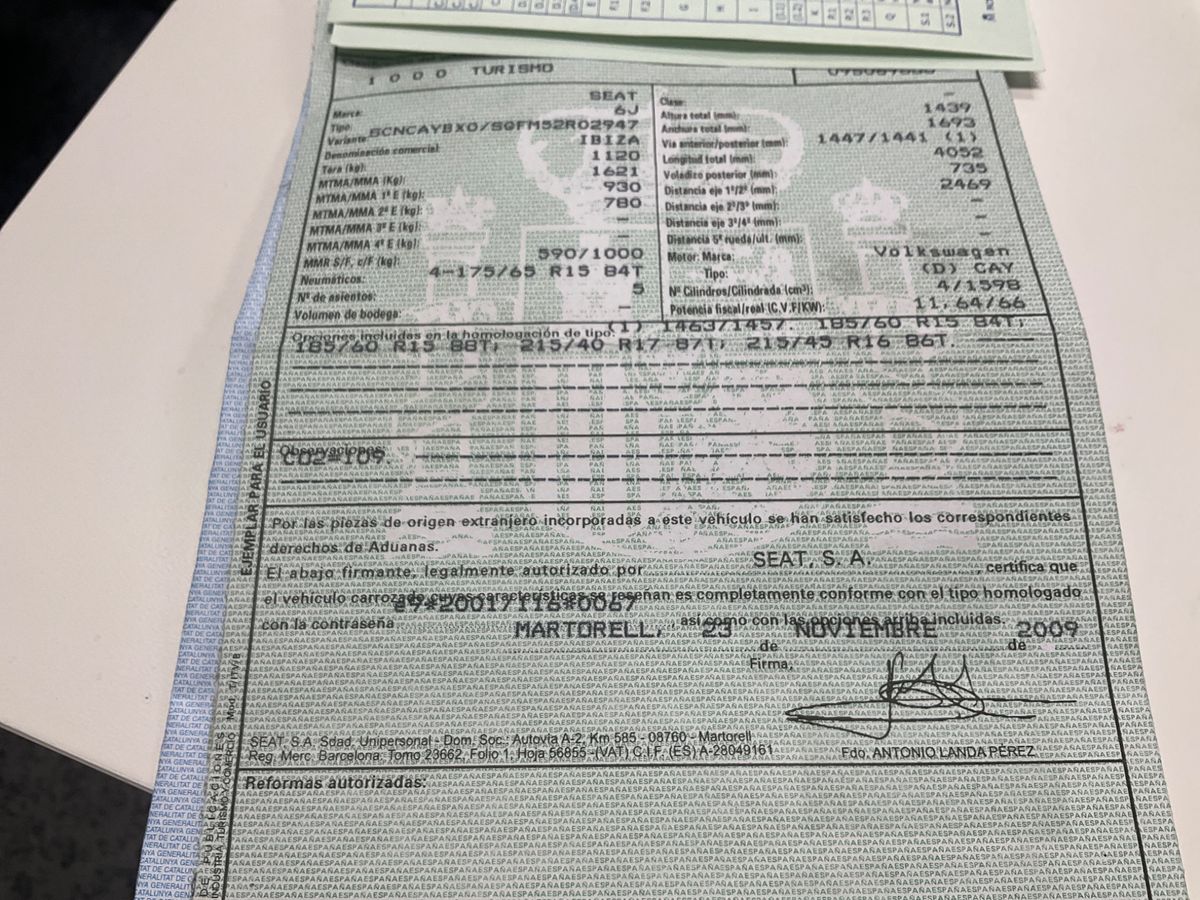 1000 TURISMO
Marca: SEAT
Tipo: 6J
Variante: SCNCAYBX0/SGFM52R02947
Denominación comercial: IBIZA
Tara (kg): 1120
MTMA/MMA (Kg): 1621
MTMA/MMA 1º E (kg): 930
MTMA/MMA 2º E (kg): 780
MTMA/MMA 3º E (kg): —
MTMA/MMA 4º E (kg): —
MMR S/F, c/F (kg): 590/1000
Neumáticos: 4-175/65 R15 84T
Nº de asientos: 5
Volumen de bodega: —
Clase: —
Altura total (mm): 1439
Anchura total (mm): 1693
Vía anterior/posterior (mm): 1447/1441 (1)
Longitud total (mm): 4052
Voladizo posterior (mm): 735
Distancia eje 1º/2º (mm): 2469
Distancia eje 2º/3º (mm): —
Distancia eje 3º/4º (mm): —
Distancia 5ª rueda/ult. (mm): —
Motor: Marca: Volkswagen
Tipo: (D) CAY
Nº Cilindros/Cilindrada (cm³): 4/1598
Potencia fiscal/real (C.V.F/KW): 11,64/66
Opciones incluidas en la homologación de tipo: (1) 1463/1457. 185/60 R15 84T;
185/60 R15 88T; 215/40 R17 87T; 215/45 R16 86T.
Observaciones:
CO2=109
Por las piezas de origen extranjero incorporadas a este vehículo se han satisfecho los correspondientes
derechos de Aduanas.
El abajo firmante, legalmente autorizado por SEAT, S. A. , certifica que
el vehículo carrozado cuyas características se reseñan es completamente conforme con el tipo homologado
con la contraseña e9*2001/116*0067 así como con las opciones arriba incluidas.
MARTORELL, 23 de NOVIEMBRE de 2009
Firma,
SEAT, S.A. Sdad. Unipersonal - Dom. Soc.: Autovía A-2, Km 585 - 08760 - Martorell
Reg. Merc. Barcelona, Tomo 23662, Folio 1, Hoja 56855 (VAT) C.I.F. (ES) A-28049161
Fdo. ANTONIO LANDA PÉREZ
Reformas autorizadas:
EJEMPLAR PARA EL USUARIO